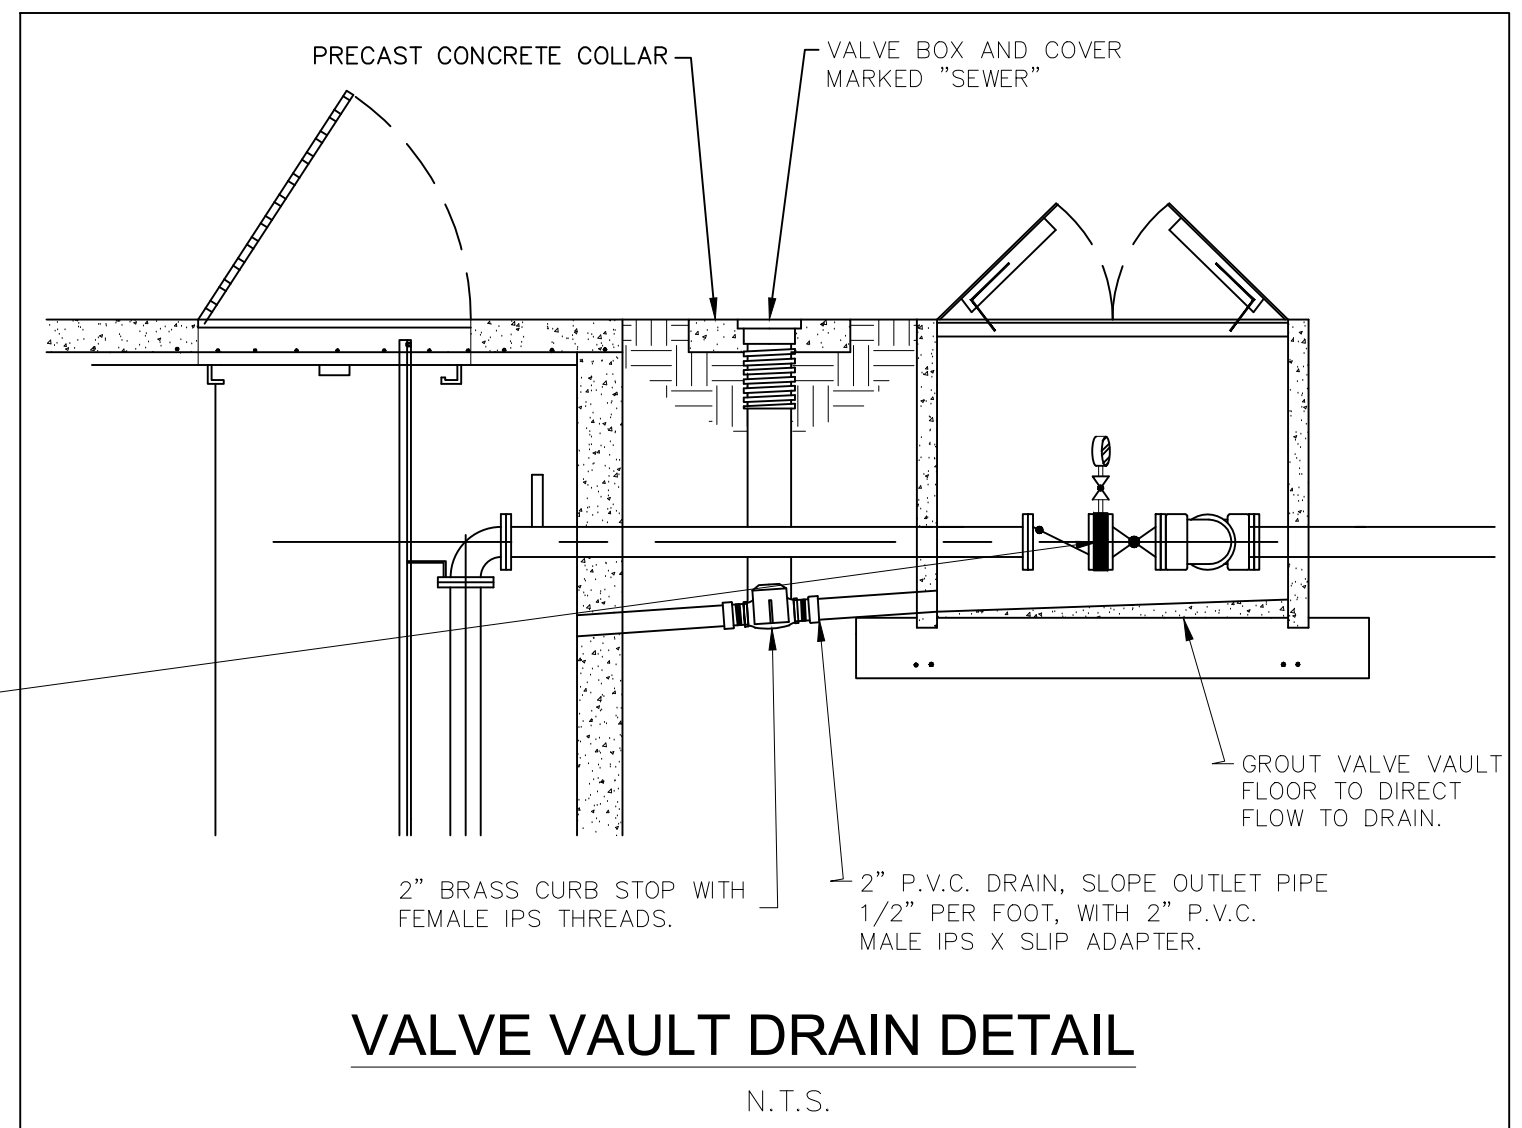 PRECAST CONCRETE COLLAR
VALVE BOX AND COVER
MARKED "SEWER"
GROUT VALVE VAULT
FLOOR TO DIRECT
FLOW TO DRAIN.
2" BRASS CURB STOP WITH
FEMALE IPS THREADS.
2" P.V.C. DRAIN, SLOPE OUTLET PIPE
1/2" PER FOOT, WITH 2" P.V.C.
MALE IPS X SLIP ADAPTER.
VALVE VAULT DRAIN DETAIL
N.T.S.